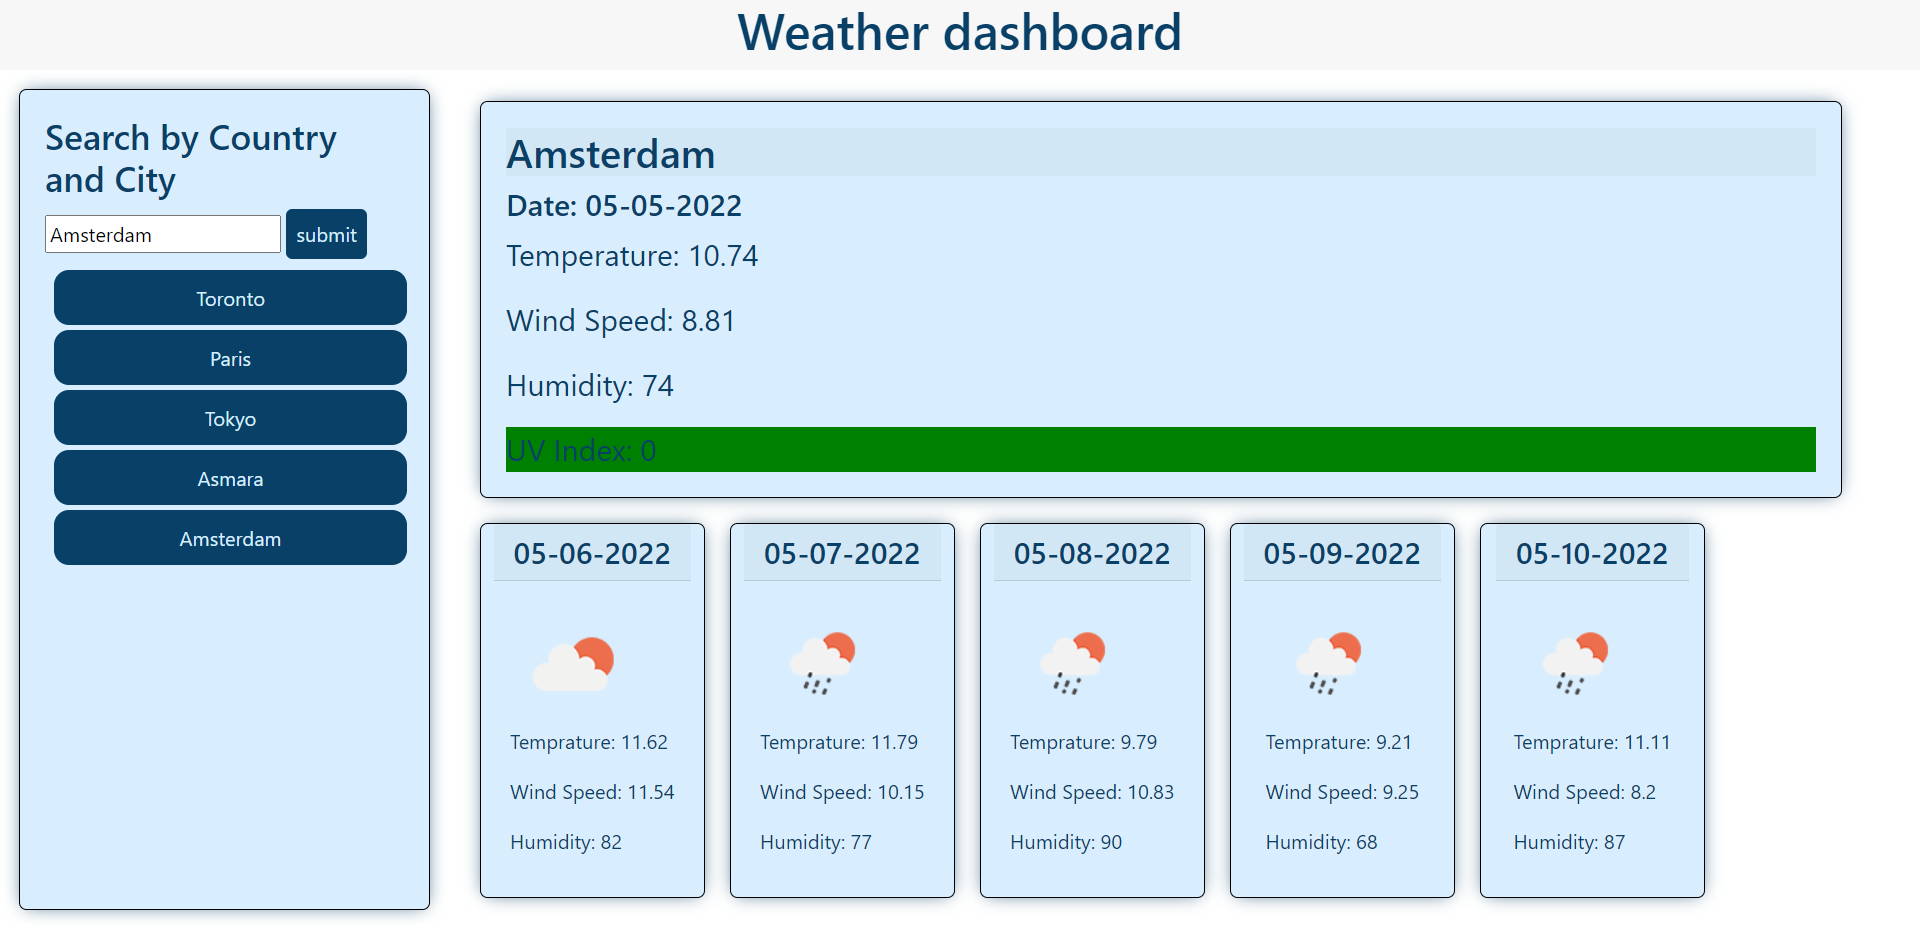 Weather dashboard
Search by Country
and City
Amsterdam
submit
Toronto
Paris
Tokyo
Asmara
Amsterdam
Amsterdam
Date: 05-05-2022
Temperature: 10.74
Wind Speed: 8.81
Humidity: 74
UV Index: 0
05-06-2022
Temprature: 11.62
Wind Speed: 11.54
Humidity: 82
05-07-2022
Temprature: 11.79
Wind Speed: 10.15
Humidity: 77
05-08-2022
Temprature: 9.79
Wind Speed: 10.83
Humidity: 90
05-09-2022
Temprature: 9.21
Wind Speed: 9.25
Humidity: 68
05-10-2022
Temprature: 11.11
Wind Speed: 8.2
Humidity: 87